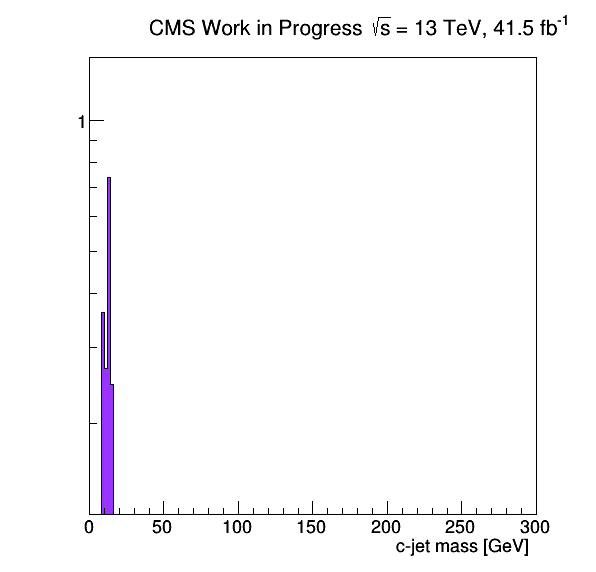 CMS Work in Progress √s = 13 TeV, 41.5 fb⁻¹
1
0 50 100 150 200 250 300
c-jet mass [GeV]